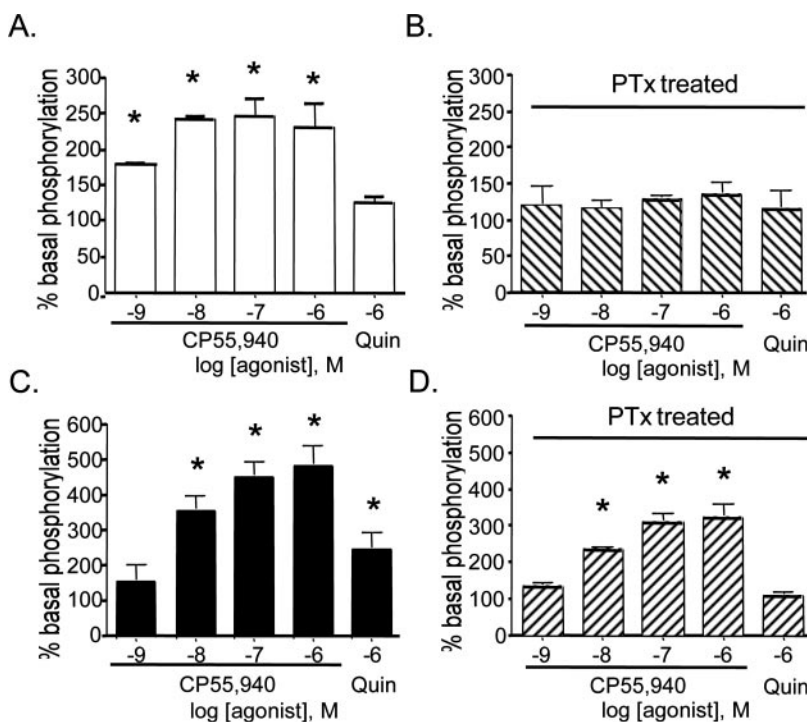 A.
% basal phosphorylation
300
250
200
150
100
50
0
* * * *
-9 -8 -7 -6 -6
CP55,940 Quin
log [agonist], M
B.
% basal phosphorylation
300
250
200
150
100
50
0
PTx treated
-9 -8 -7 -6 -6
CP55,940 Quin
log [agonist], M
C.
% basal phosphorylation
600
500
400
300
200
100
0
* * * *
-9 -8 -7 -6 -6
CP55,940 Quin
log [agonist], M
D.
% basal phosphorylation
600
500
400
300
200
100
0
PTx treated
* * *
-9 -8 -7 -6 -6
CP55,940 Quin
log [agonist], M